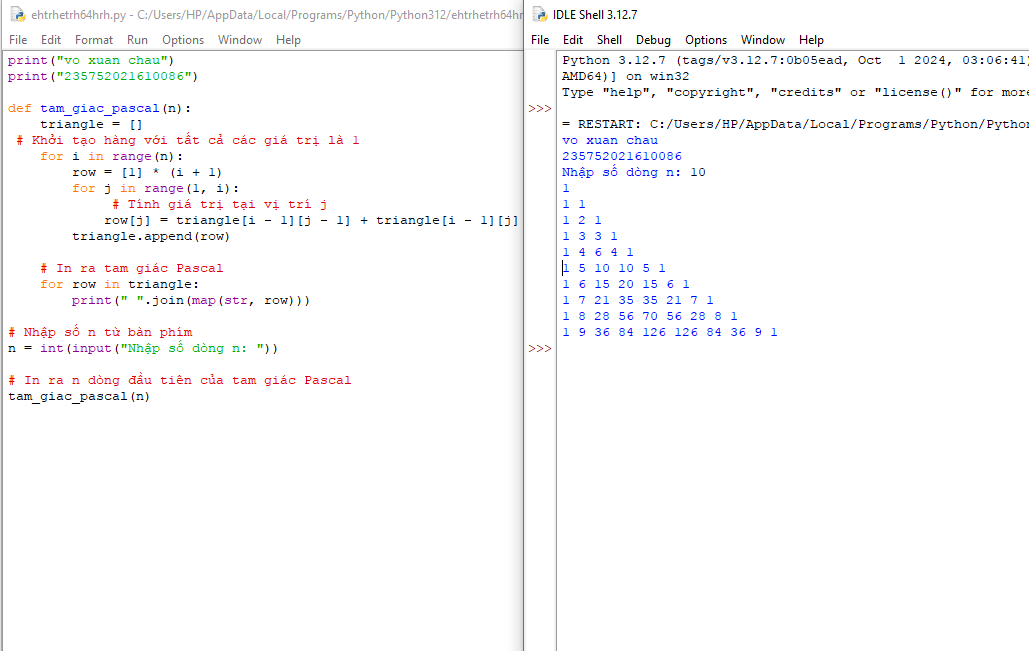 ehtrhetrh64hrh.py - C:/Users/HP/AppData/Local/Programs/Python/Python312/ehtrhetrh64hr
File Edit Format Run Options Window Help
print("vo xuan chau")
print("235752021610086")
def tam_giac_pascal(n):
    triangle = []
 # Khởi tạo hàng với tất cả các giá trị là 1
    for i in range(n):
        row = [1] * (i + 1)
        for j in range(1, i):
             # Tính giá trị tại vị trí j
            row[j] = triangle[i - 1][j - 1] + triangle[i - 1][j]
        triangle.append(row)
    # In ra tam giác Pascal
    for row in triangle:
        print(" ".join(map(str, row)))
# Nhập số n từ bàn phím
n = int(input("Nhập số dòng n: "))
# In ra n dòng đầu tiên của tam giác Pascal
tam_giac_pascal(n)
IDLE Shell 3.12.7
File Edit Shell Debug Options Window Help
Python 3.12.7 (tags/v3.12.7:0b05ead, Oct  1 2024, 03:06:41)
AMD64)] on win32
Type "help", "copyright", "credits" or "license()" for more
>>>
= RESTART: C:/Users/HP/AppData/Local/Programs/Python/Python
vo xuan chau
235752021610086
Nhập số dòng n: 10
1
1 1
1 2 1
1 3 3 1
1 4 6 4 1
1 5 10 10 5 1
1 6 15 20 15 6 1
1 7 21 35 35 21 7 1
1 8 28 56 70 56 28 8 1
1 9 36 84 126 126 84 36 9 1
>>>